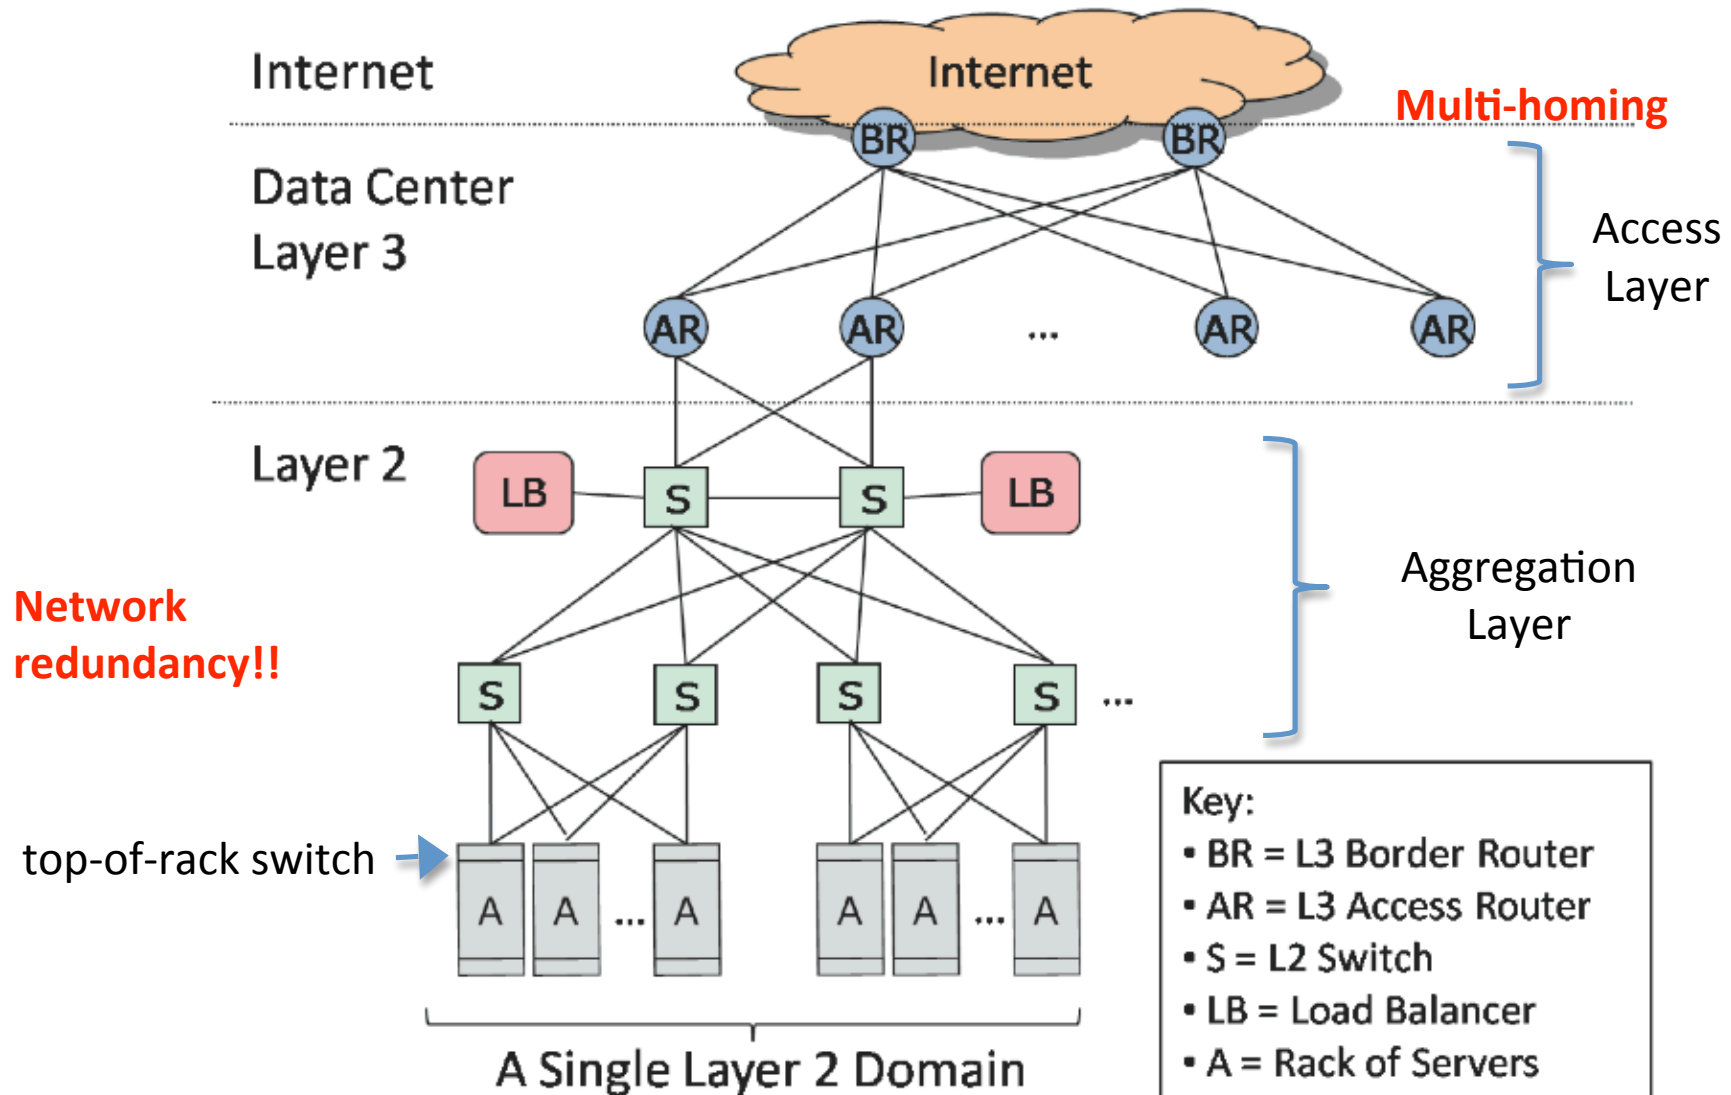 Internet
Internet
Multi-homing
BR
BR
Data Center
Layer 3
Access
Layer
AR
AR
...
AR
AR
Layer 2
LB
S
S
LB
Aggregation
Layer
Network
redundancy!!
S
S
S
S
...
top-of-rack switch
A
A
...
A
A
A
...
A
A Single Layer 2 Domain
Key:
• BR = L3 Border Router
• AR = L3 Access Router
• S = L2 Switch
• LB = Load Balancer
• A = Rack of Servers